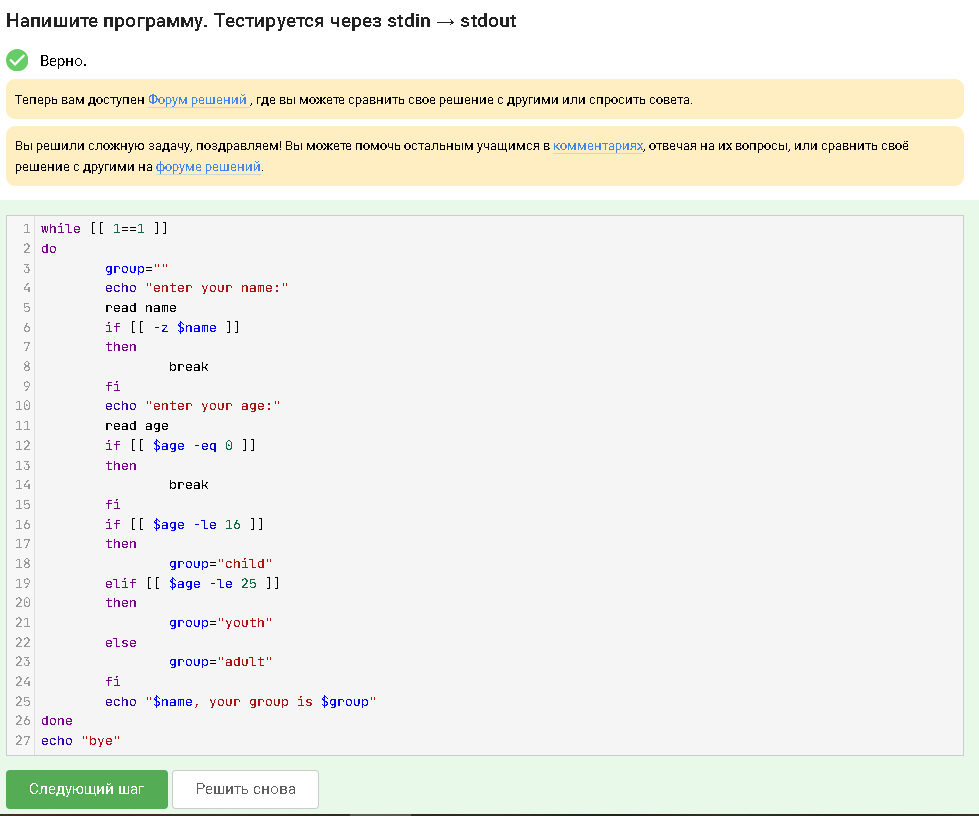 Напишите программу. Тестируется через stdin → stdout
Верно.
Теперь вам доступен Форум решений , где вы можете сравнить свое решение с другими или спросить совета.
Вы решили сложную задачу, поздравляем! Вы можете помочь остальным учащимся в комментариях, отвечая на их вопросы, или сравнить своё
решение с другими на форуме решений.
1 while [[ 1==1 ]]
2 do
3         group=""
4         echo "enter your name:"
5         read name
6         if [[ -z $name ]]
7         then
8                 break
9         fi
10         echo "enter your age:"
11         read age
12         if [[ $age -eq 0 ]]
13         then
14                 break
15         fi
16         if [[ $age -le 16 ]]
17         then
18                 group="child"
19         elif [[ $age -le 25 ]]
20         then
21                 group="youth"
22         else
23                 group="adult"
24         fi
25         echo "$name, your group is $group"
26 done
27 echo "bye"
Следующий шаг
Решить снова